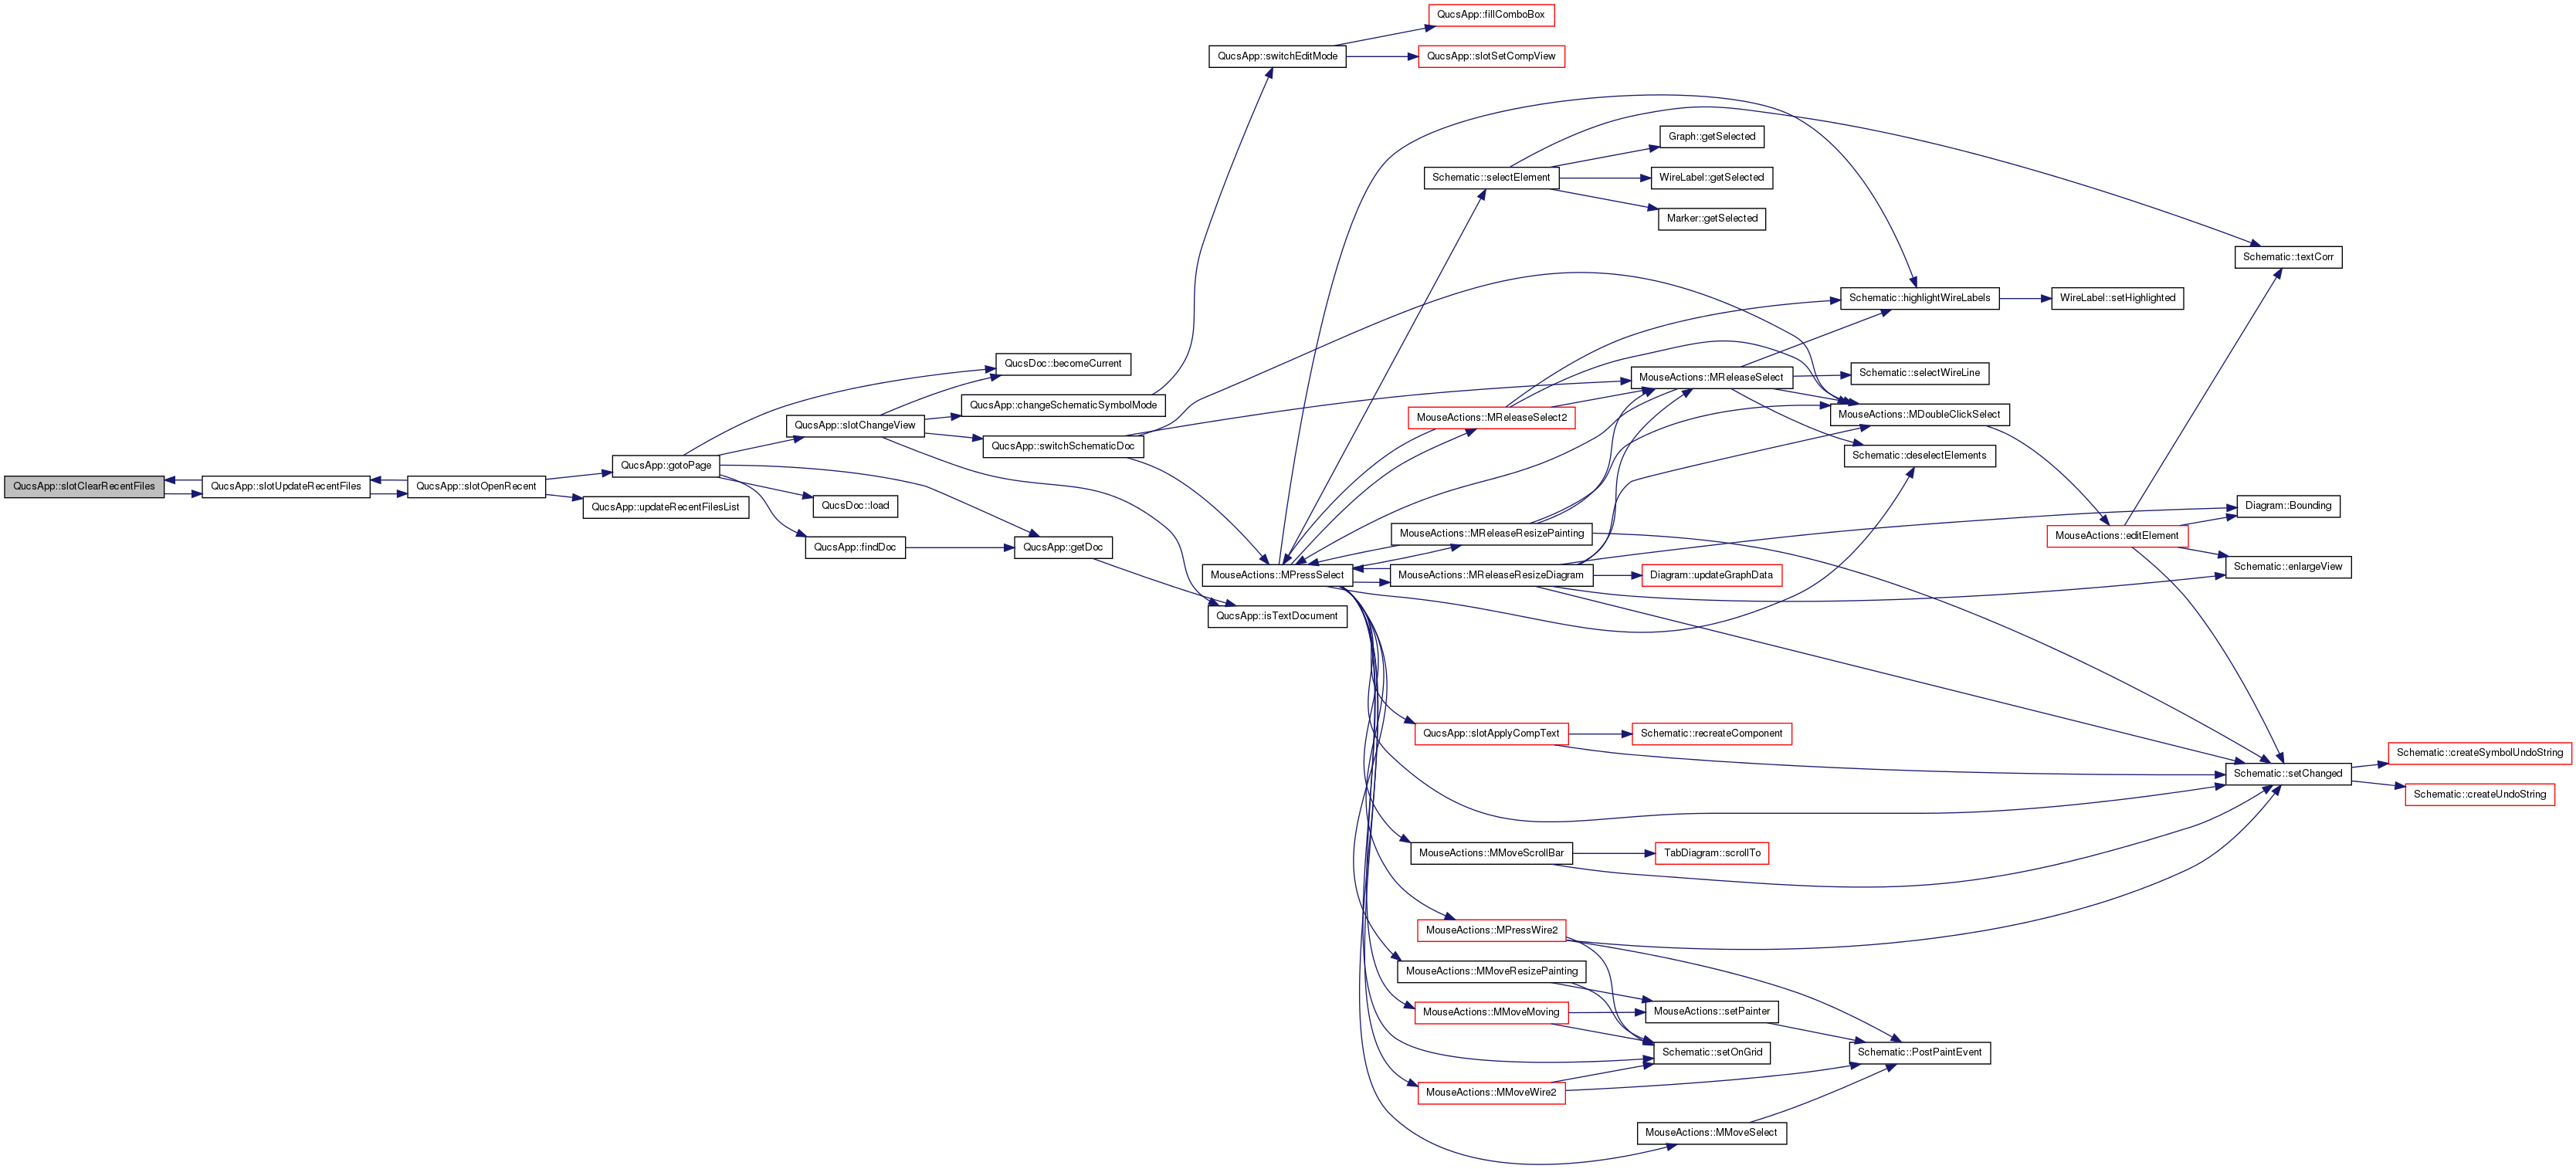 QucsApp::fillComboBox
QucsApp::switchEditMode
QucsApp::slotSetCompView
Graph::getSelected
Schematic::selectElement
WireLabel::getSelected
Marker::getSelected
Schematic::textCorr
Schematic::highlightWireLabels
WireLabel::setHighlighted
QucsDoc::becomeCurrent
MouseActions::MReleaseSelect
Schematic::selectWireLine
QucsApp::changeSchematicSymbolMode
MouseActions::MReleaseSelect2
MouseActions::MDoubleClickSelect
QucsApp::slotChangeView
QucsApp::switchSchematicDoc
Schematic::deselectElements
QucsApp::gotoPage
QucsApp::slotClearRecentFiles
QucsApp::slotUpdateRecentFiles
QucsApp::slotOpenRecent
QucsApp::updateRecentFilesList
QucsDoc::load
Diagram::Bounding
MouseActions::MReleaseResizePainting
MouseActions::editElement
QucsApp::findDoc
QucsApp::getDoc
Schematic::enlargeView
MouseActions::MPressSelect
MouseActions::MReleaseResizeDiagram
Diagram::updateGraphData
QucsApp::isTextDocument
QucsApp::slotApplyCompText
Schematic::recreateComponent
Schematic::createSymbolUndoString
Schematic::setChanged
Schematic::createUndoString
MouseActions::MMoveScrollBar
TabDiagram::scrollTo
MouseActions::MPressWire2
MouseActions::MMoveResizePainting
MouseActions::MMoveMoving
MouseActions::setPainter
Schematic::setOnGrid
Schematic::PostPaintEvent
MouseActions::MMoveWire2
MouseActions::MMoveSelect